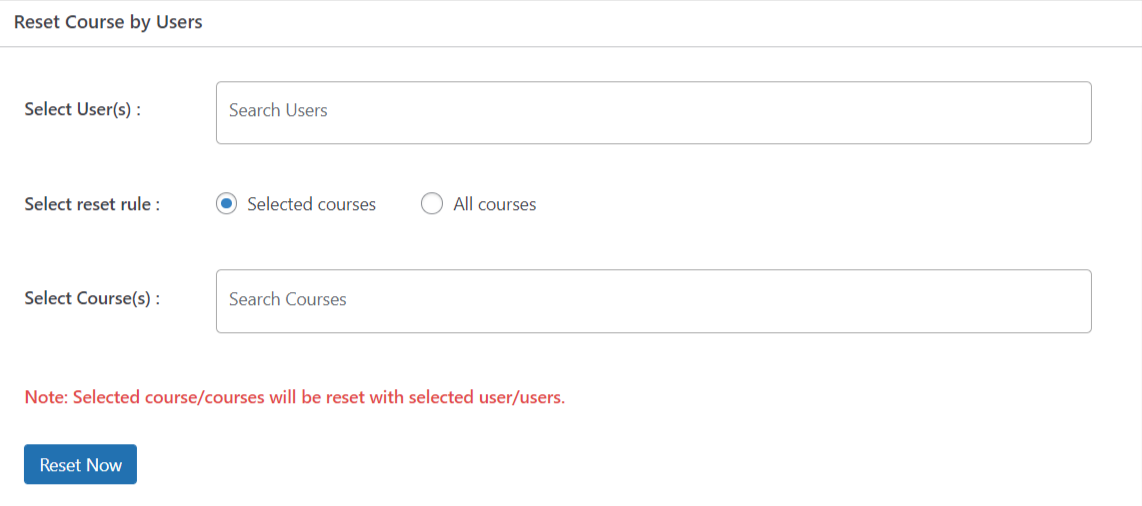 Reset Course by Users
Select User(s) :
Search Users
Select reset rule :
Selected courses
All courses
Select Course(s) :
Search Courses
Note: Selected course/courses will be reset with selected user/users.
Reset Now